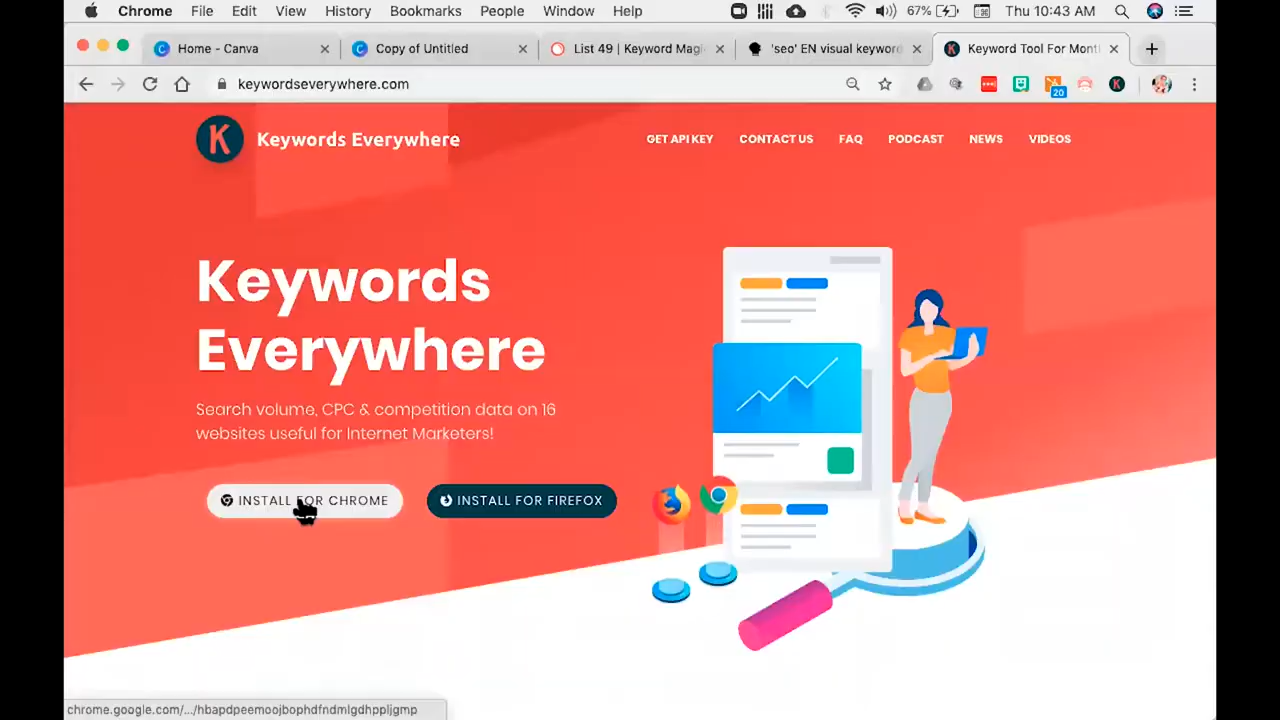 Chrome File Edit View History Bookmarks People Window Help 67% Thu 10:43 AM
Home - Canva Copy of Untitled List 49 | Keyword Magi 'seo' EN visual keyword Keyword Tool For Mont
keywordseverywhere.com 20 K
K Keywords Everywhere GET API KEY CONTACT US FAQ PODCAST NEWS VIDEOS
Keywords
Everywhere
Search volume, CPC & competition data on 16
websites useful for Internet Marketers!
INSTALL FOR CHROME INSTALL FOR FIREFOX
chrome.google.com/.../hbapdpeemoojbophdfndmlgdhppljgmp